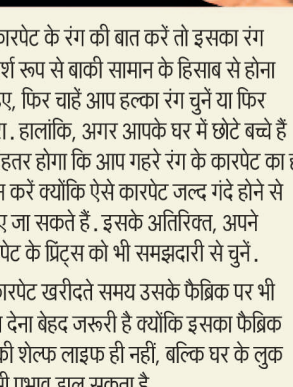 कारपेट के रंग की बात करें तो इसका रंग
र्श रूप से बाकी सामान के हिसाब से होना
ए, फिर चाहें आप हल्का रंग चुनें या फिर
रा. हालांकि, अगर आपके घर में छोटे बच्चे हैं
हतर होगा कि आप गहरे रंग के कारपेट का
करें क्योंकि ऐसे कारपेट जल्द गंदे होने से
ए जा सकते हैं. इसके अतिरिक्त, अपने
पेट के प्रिंट्स को भी समझदारी से चुनें.
कारपेट खरीदते समय उसके फैब्रिक पर भी
देना बेहद जरूरी है क्योंकि इसका फैब्रिक
की शेल्फ लाइफ ही नहीं, बल्कि घर के लुक
भी प्रभाव डाल सकता है